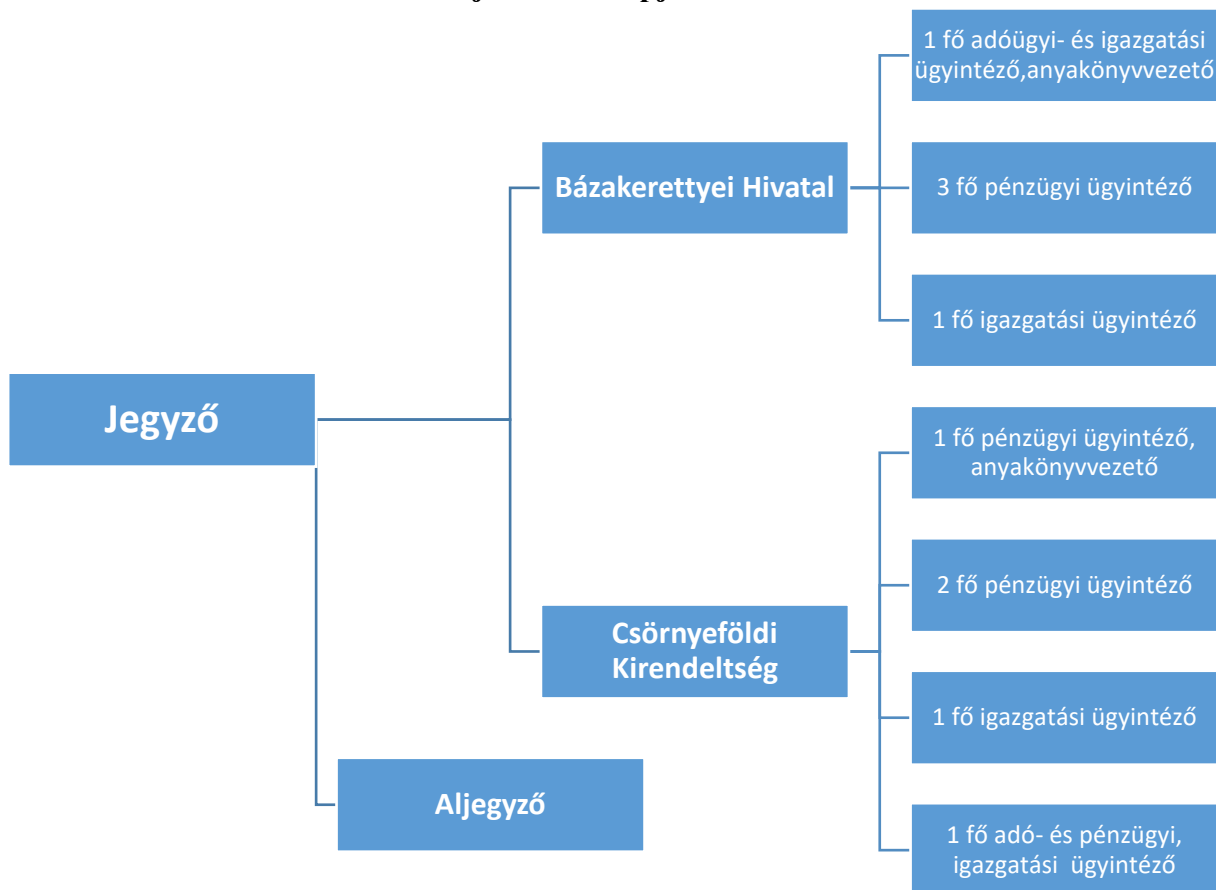 1 fő adóügyi- és igazgatási
ügyintéző,anyakönyvvezető
Bázakerettyei Hivatal
3 fő pénzügyi ügyintéző
1 fő igazgatási ügyintéző
Jegyző
1 fő pénzügyi ügyintéző,
anyakönyvvezető
2 fő pénzügyi ügyintéző
Csörnyeföldi
Kirendeltség
1 fő igazgatási ügyintéző
Aljegyző
1 fő adó- és pénzügyi,
igazgatási ügyintéző